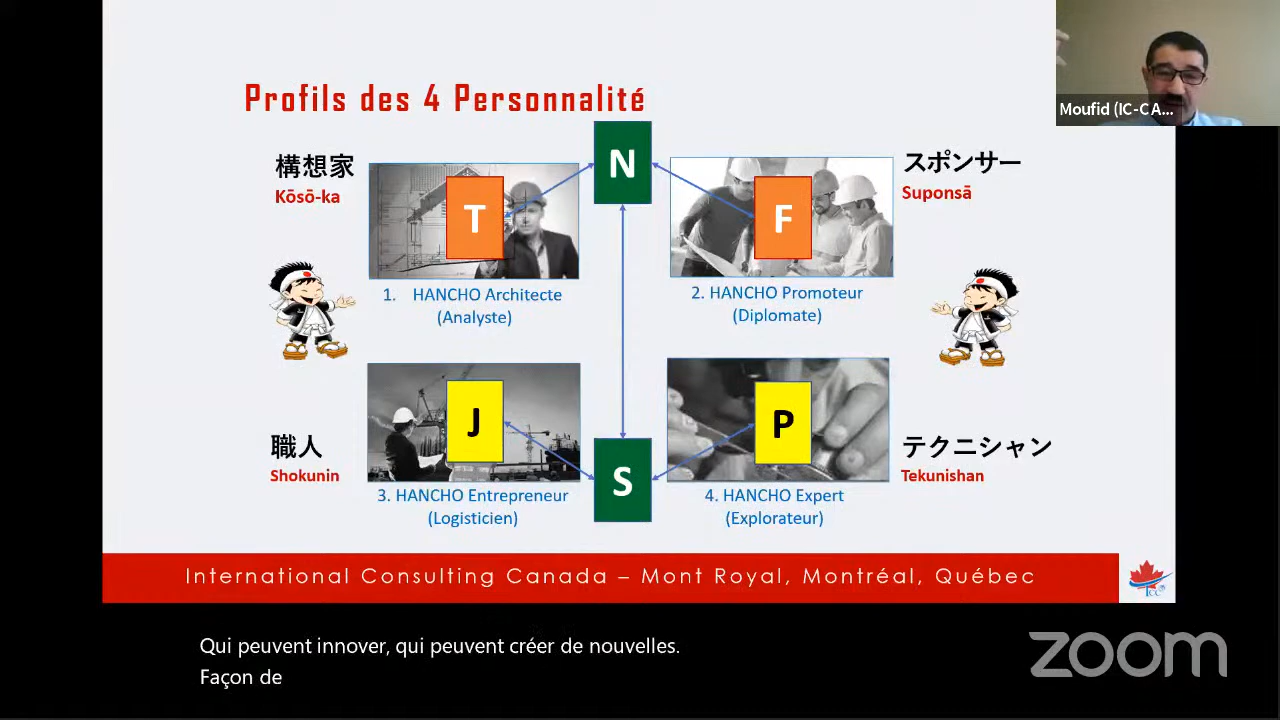 Moufid (IC-CA...
Profils des 4 Personnalité
N
構想家
Kōsō-ka
T
F
スポンサー
Suponsā
1. HANCHO Architecte
(Analyste)
2. HANCHO Promoteur
(Diplomate)
職人
Shokunin
J
P
テクニシャン
Tekunishan
S
3. HANCHO Entrepreneur
(Logisticien)
4. HANCHO Expert
(Explorateur)
International Consulting Canada – Mont Royal, Montréal, Québec
Qui peuvent innover, qui peuvent créer de nouvelles.
Façon de
zoom